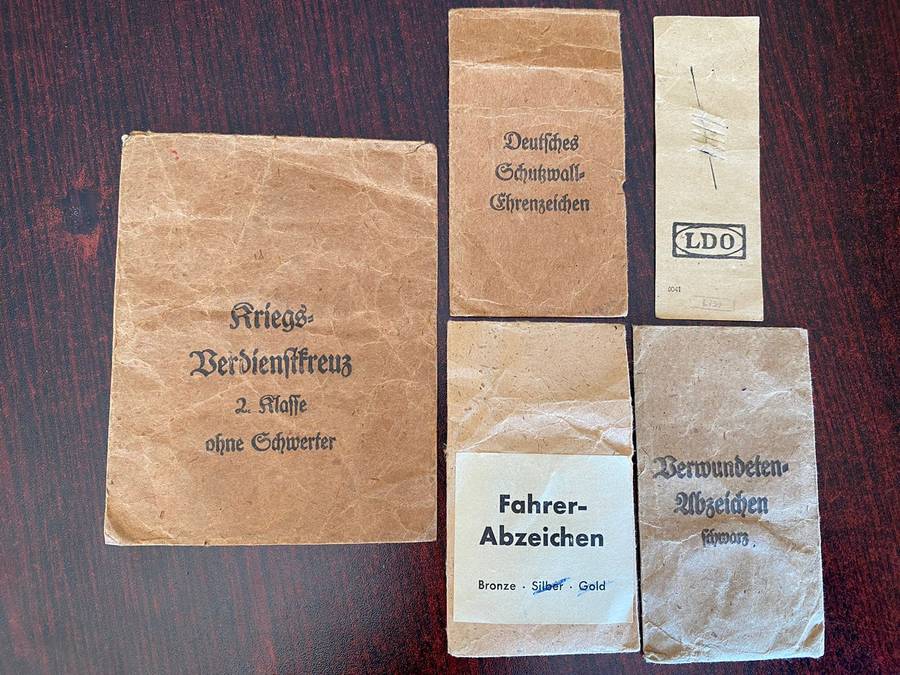 Kriegs-
Verdienstkreuz
2. Klasse
ohne Schwerter
Deutsches
Schutzwall-
Ehrenzeichen
LDO
Fahrer-
Abzeichen
Bronze · Silber · Gold
Verwundeten-
Abzeichen
schwarz